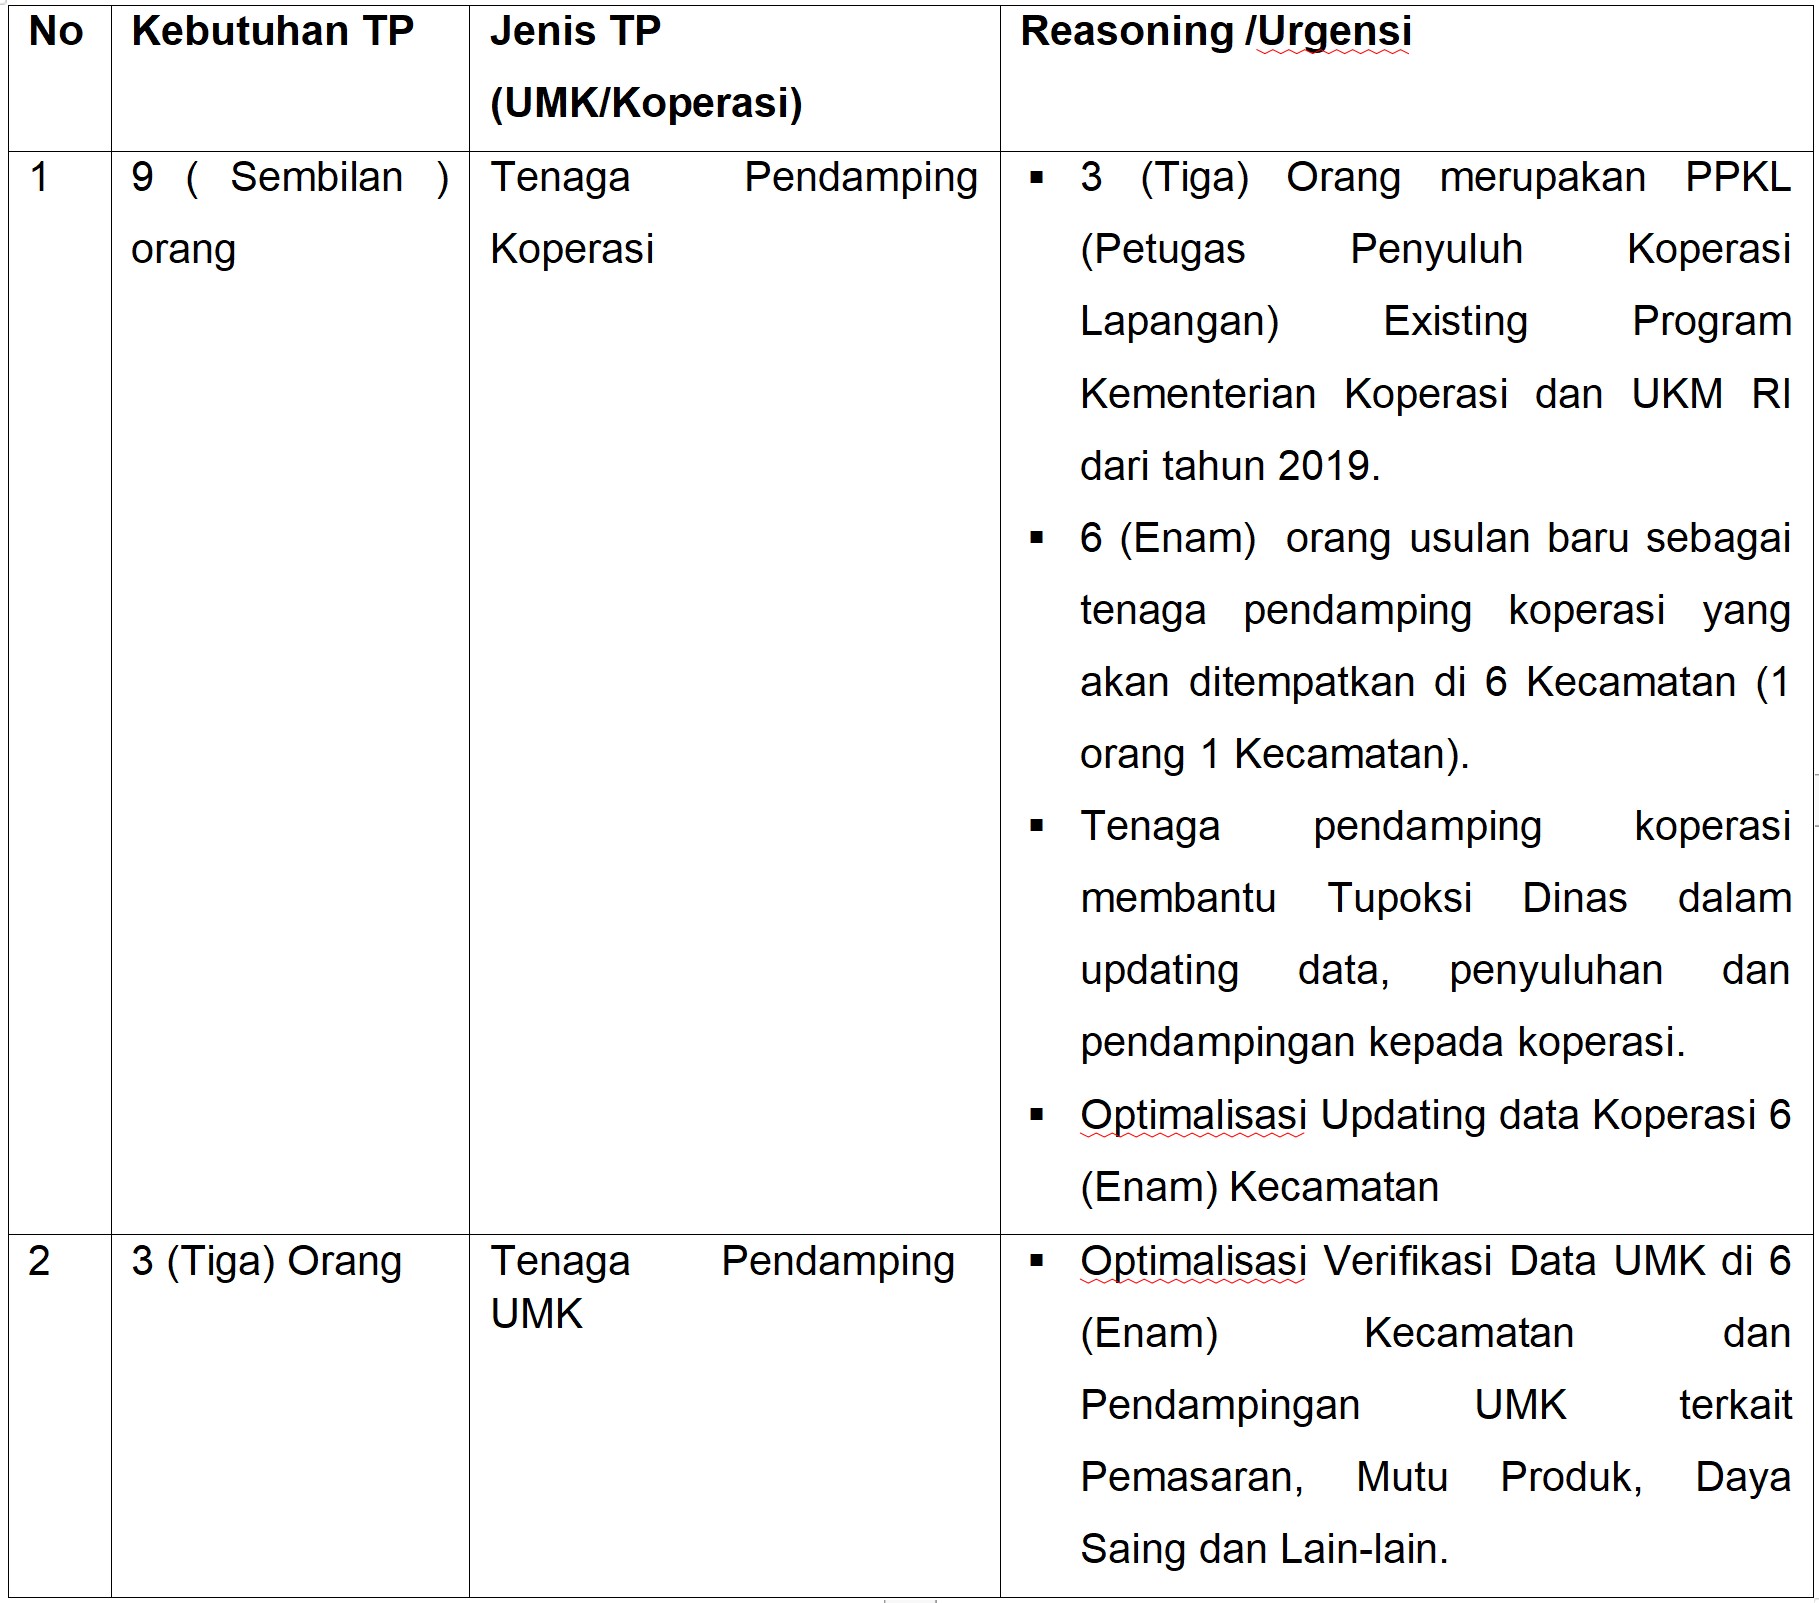 No
Kebutuhan TP
Jenis TP
(UMK/Koperasi)
Reasoning /Urgensi
1
9 ( Sembilan )
orang
Tenaga Pendamping
Koperasi
▪ 3 (Tiga) Orang merupakan PPKL
(Petugas Penyuluh Koperasi
Lapangan) Existing Program
Kementerian Koperasi dan UKM RI
dari tahun 2019.
▪ 6 (Enam) orang usulan baru sebagai
tenaga pendamping koperasi yang
akan ditempatkan di 6 Kecamatan (1
orang 1 Kecamatan).
▪ Tenaga pendamping koperasi
membantu Tupoksi Dinas dalam
updating data, penyuluhan dan
pendampingan kepada koperasi.
▪ Optimalisasi Updating data Koperasi 6
(Enam) Kecamatan
2
3 (Tiga) Orang
Tenaga Pendamping
UMK
▪ Optimalisasi Verifikasi Data UMK di 6
(Enam) Kecamatan dan
Pendampingan UMK terkait
Pemasaran, Mutu Produk, Daya
Saing dan Lain-lain.